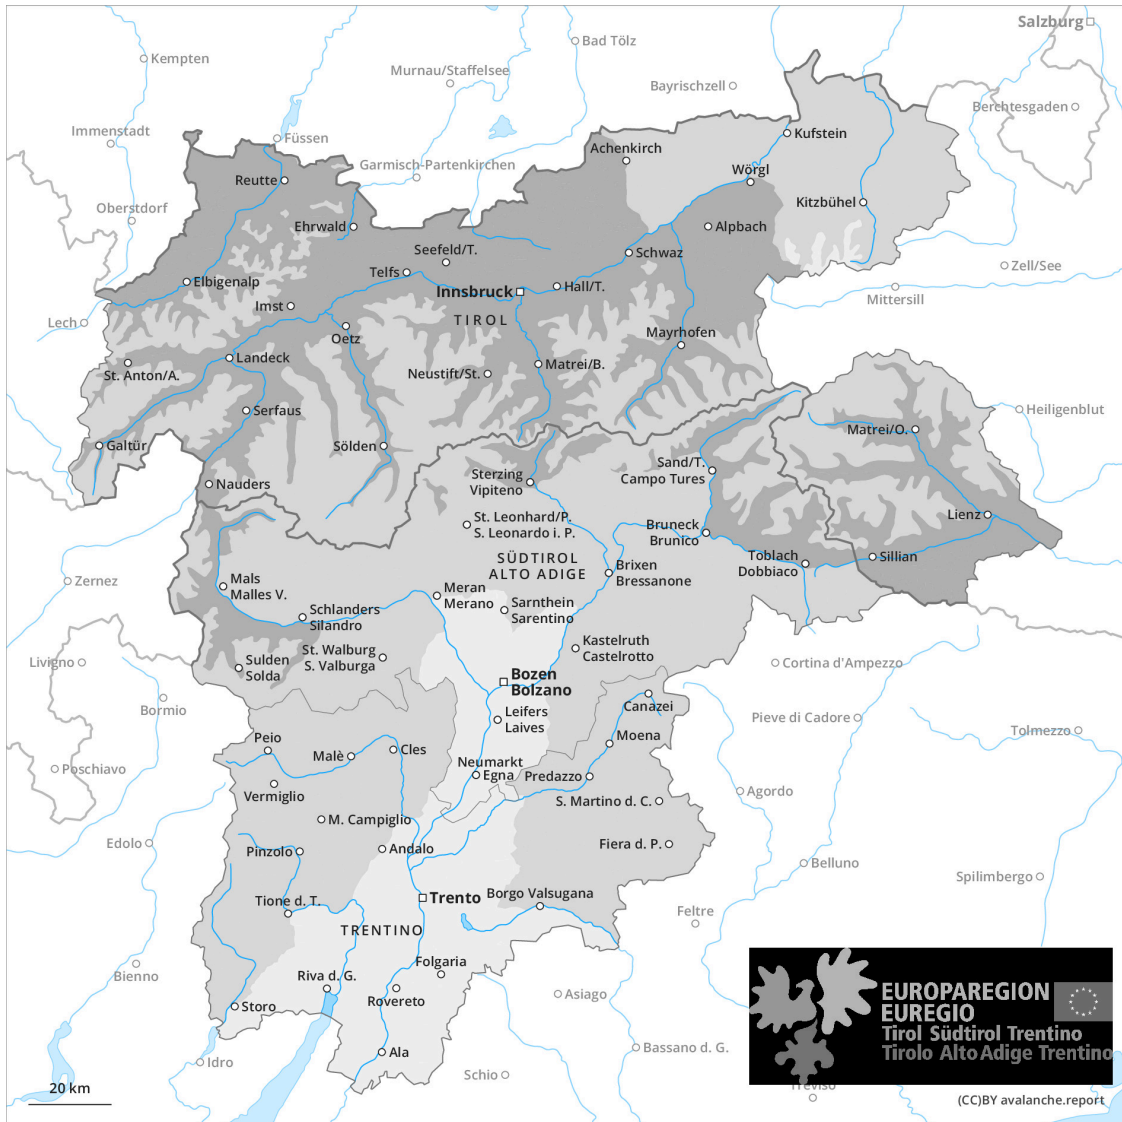 Salzburg
Bad Tölz
Kempten
Murnau/Staffelsee
Bayrischzell
Berchtesgaden
Immenstadt
Füssen
Kufstein
Achenkirch
Garmisch-Partenkirchen
Wörgl
Reutte
Kitzbühel
Oberstdorf
Ehrwald
Alpbach
Seefeld/T.
Schwaz
Zell/See
Telfs
Elbigenalp
Hall/T.
Innsbruck
Mittersill
Imst
Lech
TIROL
Oetz
Mayrhofen
Landeck
Matrei/B.
St. Anton/A.
Neustift/St.
Serfaus
Heiligenblut
Matrei/O.
Galtür
Sölden
Sand/T.
Campo Tures
Sterzing
Vipiteno
Nauders
Lienz
St. Leonhard/P.
S. Leonardo i. P.
Bruneck
Brunico
SÜDTIROL
ALTO ADIGE
Toblach
Dobbiaco
Sillian
Brixen
Bressanone
Zernez
Mals
Malles V.
Meran
Merano
Sarnthein
Sarentino
Schlanders
Silandro
Kastelruth
Castelrotto
St. Walburg
S. Valburga
Livigno
Sulden
Solda
Cortina d'Ampezzo
Bozen
Bolzano
Bormio
Canazei
Leifers
Laives
Pieve di Cadore
Tolmezzo
Peio
Moena
Malè
Cles
Neumarkt
Egna
Poschiavo
Predazzo
Vermiglio
Agordo
S. Martino d. C.
M. Campiglio
Edolo
Fiera d. P.
Pinzolo
Andalo
Belluno
Spilimbergo
Borgo Valsugana
Trento
Tione d. T.
Feltre
TRENTINO
Folgaria
Bienno
Riva d. G.
Rovereto
Asiago
Storo
EUROPAREGION
EUREGIO
Tirol Südtirol Trentino
Tirolo Alto Adige Trentino
Ala
Bassano d. G.
Idro
Schio
Treviso
20 km
(CC)BY avalanche.report